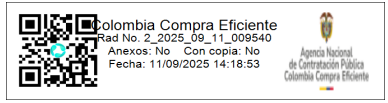 Colombia Compra Eficiente
Rad No. 2_2025_09_11_009540
Anexos: No Con copia: No
Fecha: 11/09/2025 14:18:53
Agencia Nacional
de Contratación Pública
Colombia Compra Eficiente